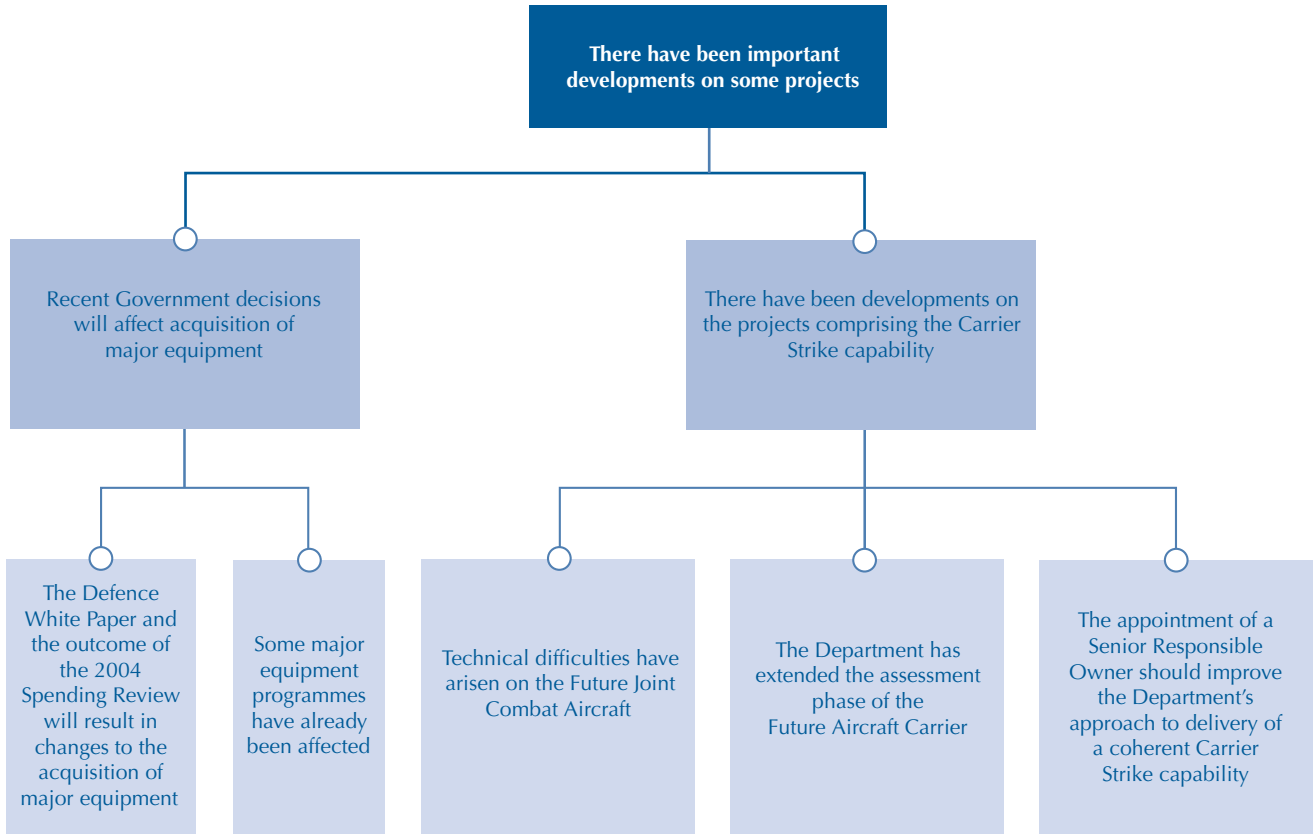 There have been important
developments on some projects
Recent Government decisions
will affect acquisition of
major equipment
There have been developments on
the projects comprising the Carrier
Strike capability
The Defence
White Paper and
the outcome of
the 2004
Spending Review
will result in
changes to the
acquisition of
major equipment
Some major
equipment
programmes
have already
been affected
Technical difficulties have
arisen on the Future Joint
Combat Aircraft
The Department has
extended the assessment
phase of the
Future Aircraft Carrier
The appointment of a
Senior Responsible
Owner should improve
the Department’s
approach to delivery of
a coherent Carrier
Strike capability